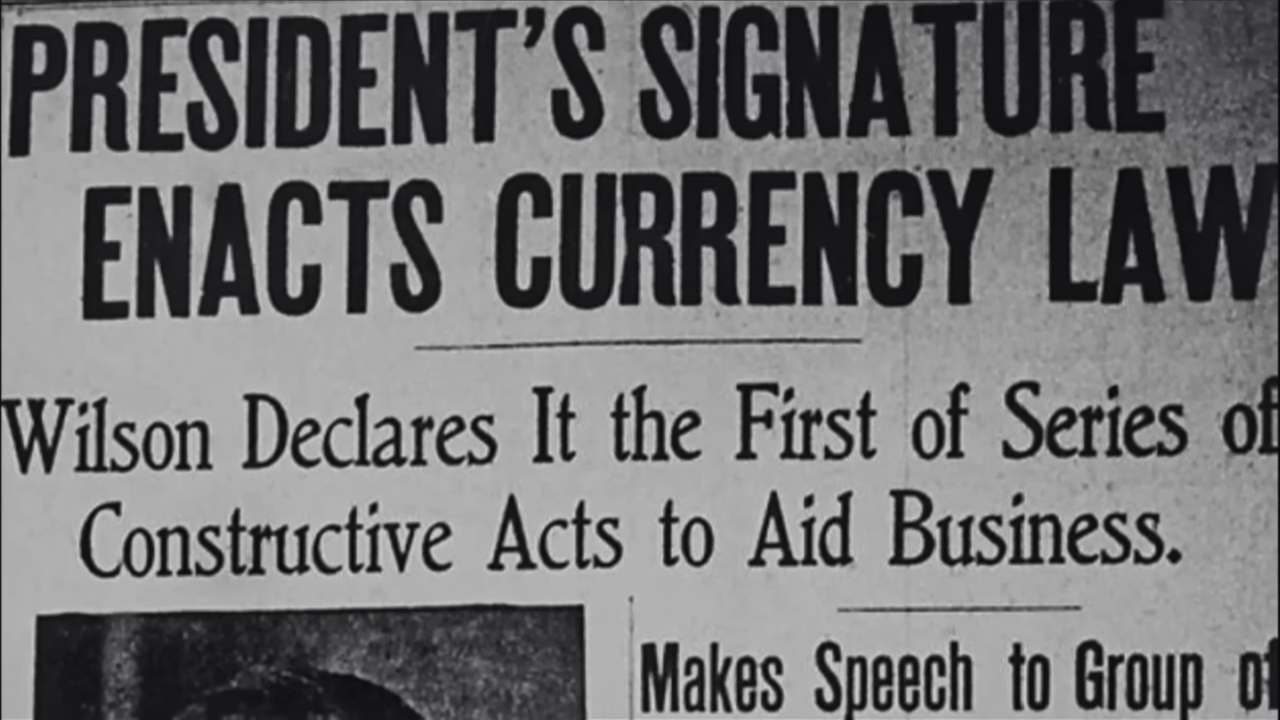 PRESIDENT'S SIGNATURE
ENACTS CURRENCY LAW
Wilson Declares It the First of Series of
Constructive Acts to Aid Business.
Makes Speech to Group of